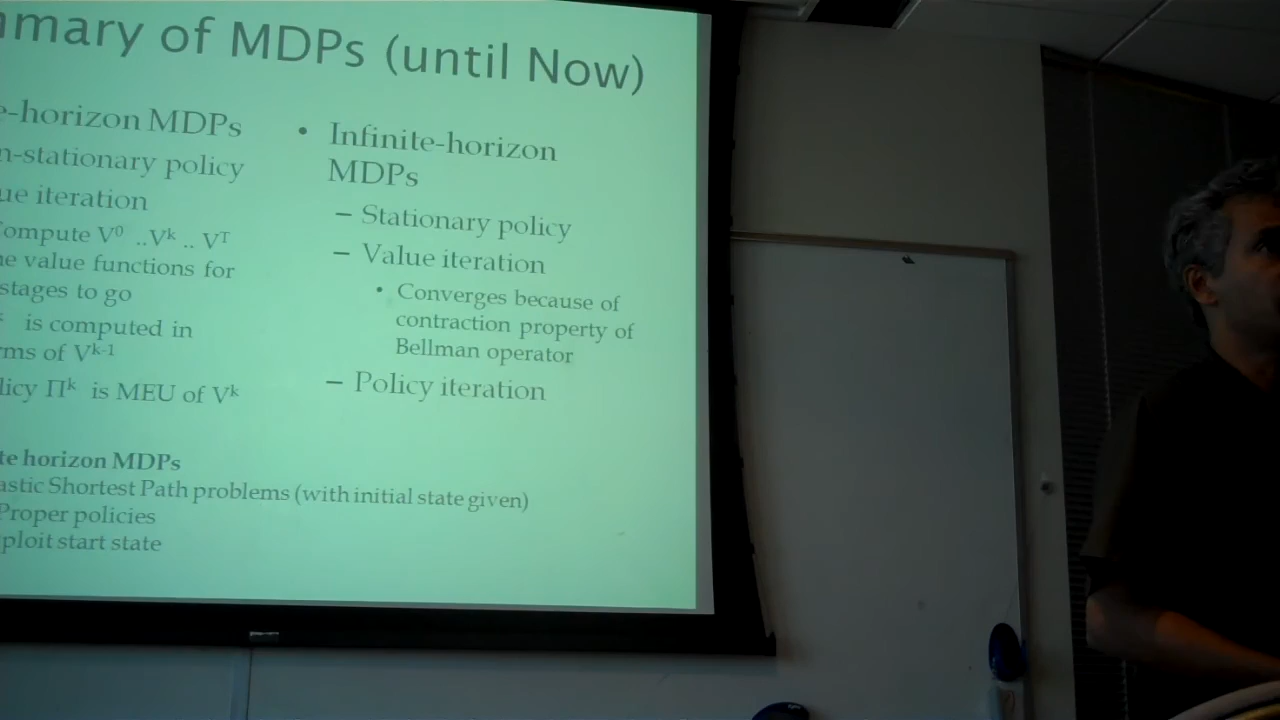 mmary of MDPs (until Now)
e-horizon MDPs
n-stationary policy
ue iteration
ompute V⁰ ..Vᵏ .. Vᵀ
e value functions for
stages to go
is computed in
ms of Vᵏ⁻¹
licy Πᵏ is MEU of Vᵏ
• Infinite-horizon
MDPs
– Stationary policy
– Value iteration
• Converges because of
contraction property of
Bellman operator
– Policy iteration
te horizon MDPs
astic Shortest Path problems (with initial state given)
Proper policies
ploit start state